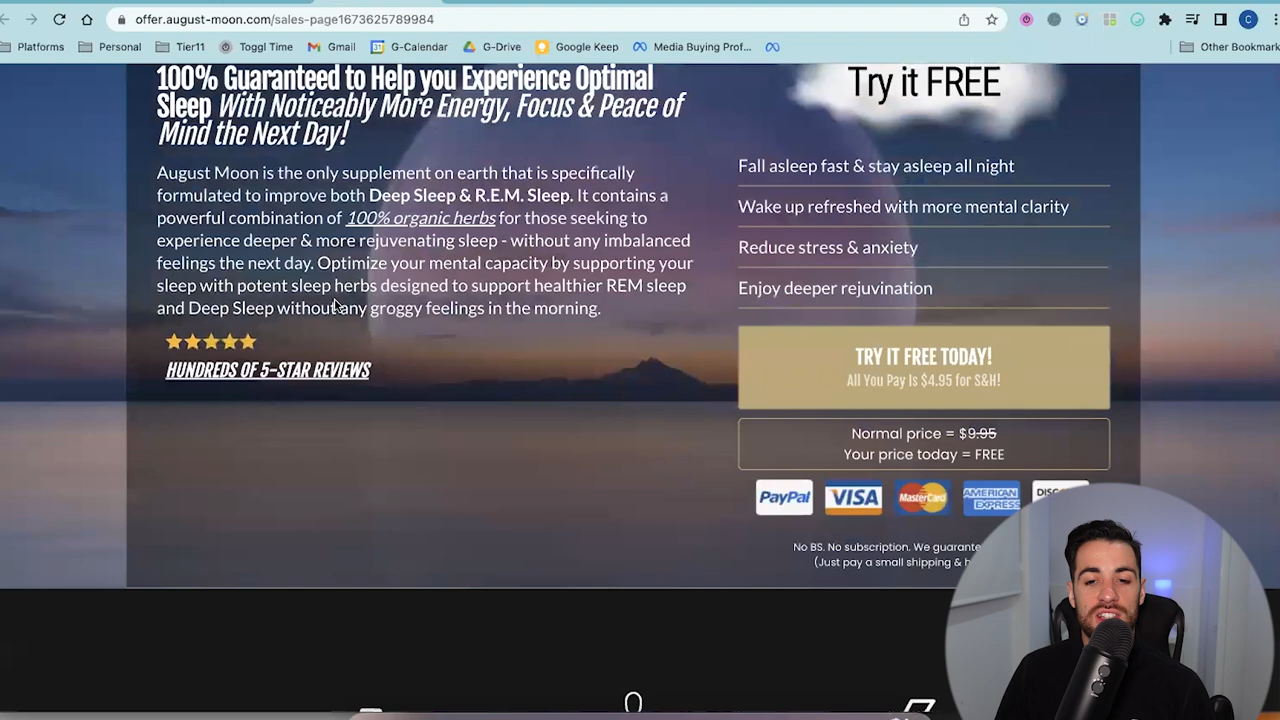 offer.august-moon.com/sales-page1673625789984
C
Platforms
Personal
Tier11
Toggl Time
Gmail
G-Calendar
G-Drive
Google Keep
Media Buying Prof...
Other Bookmark
100% Guaranteed to Help you Experience Optimal
Sleep With Noticeably More Energy, Focus & Peace of
Mind the Next Day!
August Moon is the only supplement on earth that is specifically
formulated to improve both Deep Sleep & R.E.M. Sleep. It contains a
powerful combination of 100% organic herbs for those seeking to
experience deeper & more rejuvenating sleep - without any imbalanced
feelings the next day. Optimize your mental capacity by supporting your
sleep with potent sleep herbs designed to support healthier REM sleep
and Deep Sleep without any groggy feelings in the morning.
HUNDREDS OF 5-STAR REVIEWS
Try it FREE
Fall asleep fast & stay asleep all night
Wake up refreshed with more mental clarity
Reduce stress & anxiety
Enjoy deeper rejuvination
TRY IT FREE TODAY!
All You Pay Is $4.95 for S&H!
Normal price = $9.95
Your price today = FREE
PayPal
VISA
MasterCard
AMERICAN
EXPRESS
DISC
No BS. No subscription. We guarante
(Just pay a small shipping & h